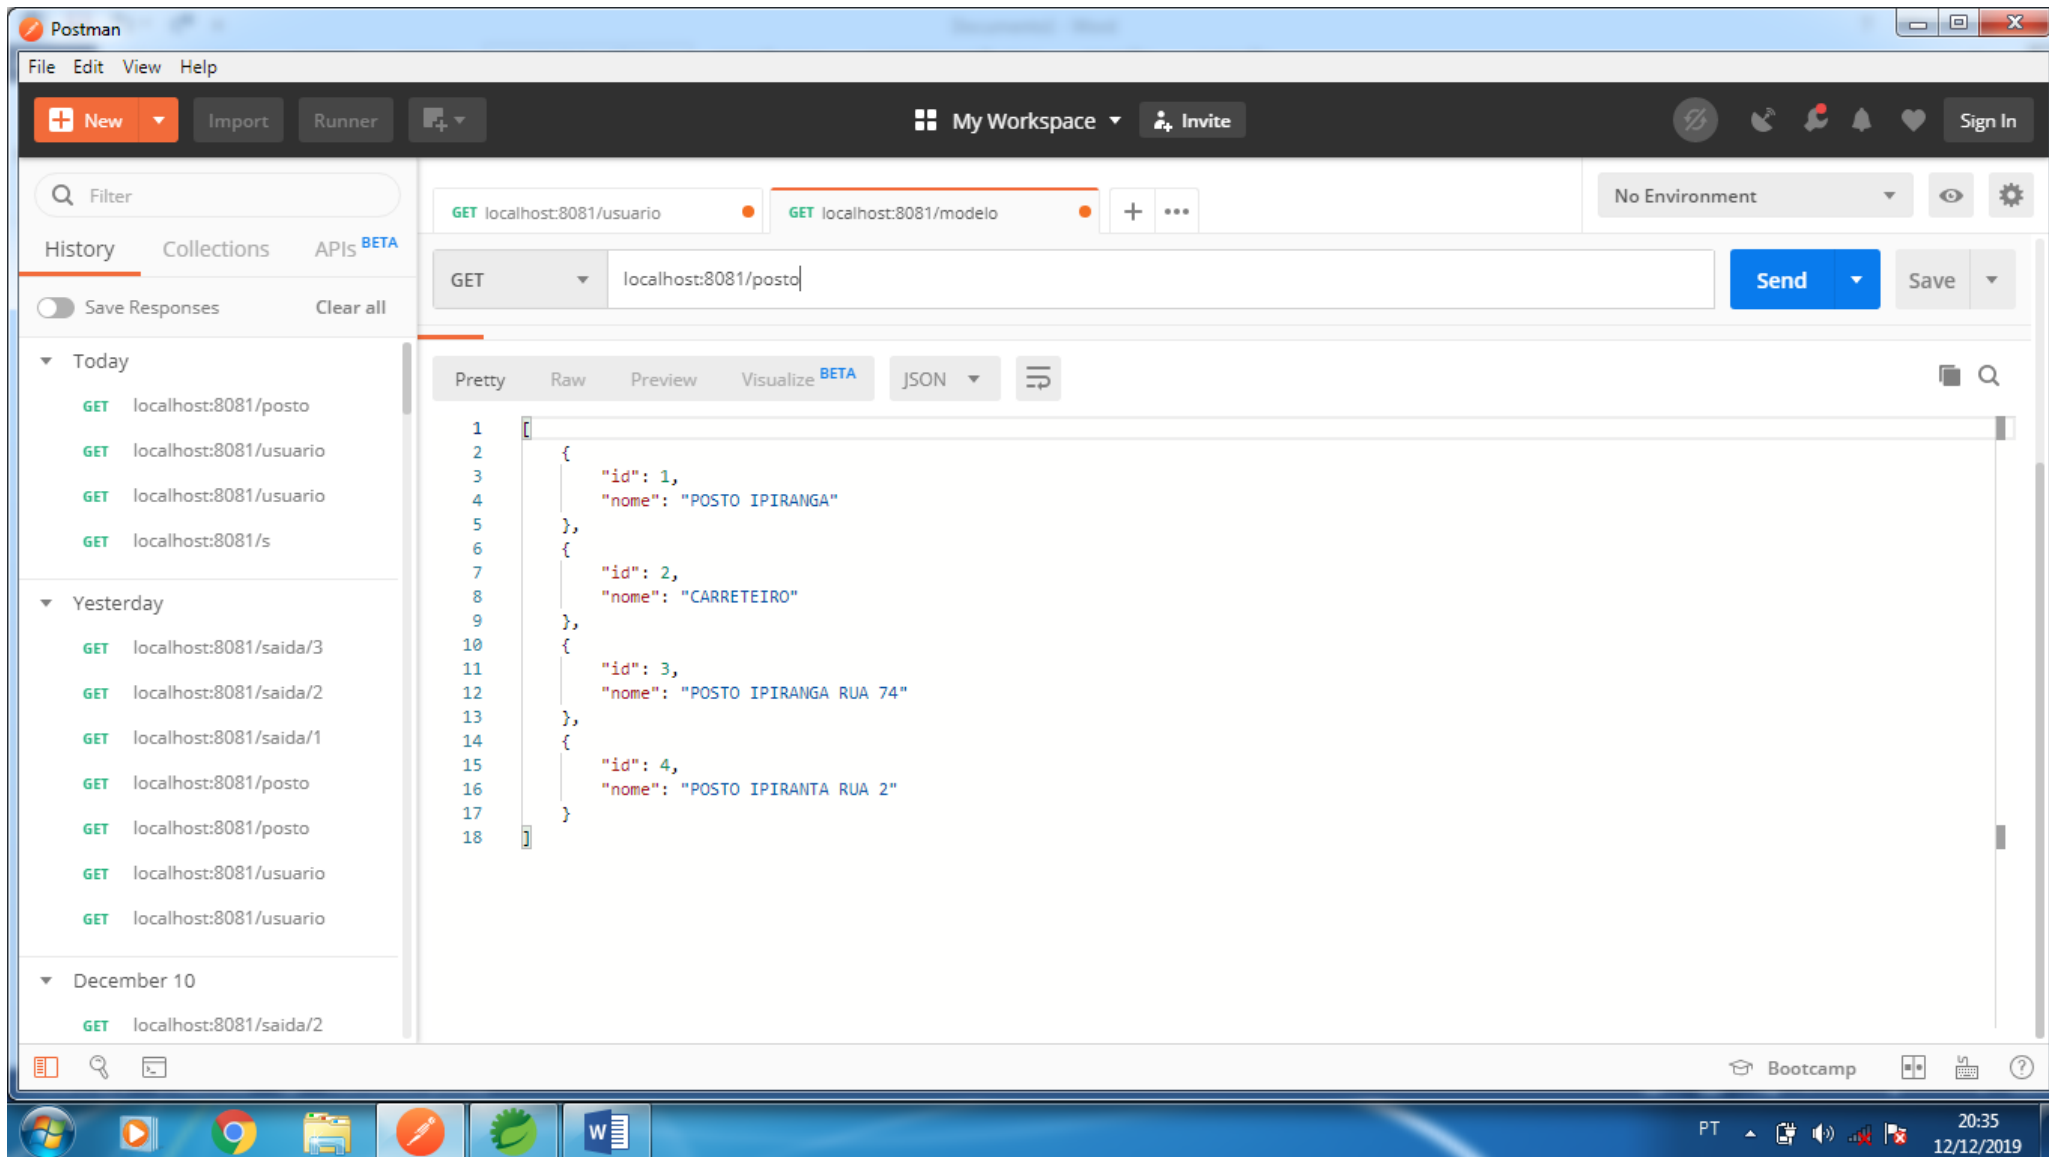 Postman
File Edit View Help
New Import Runner My Workspace Invite Sign In
Filter
History Collections APIs BETA
Save Responses Clear all
Today
GET localhost:8081/posto
GET localhost:8081/usuario
GET localhost:8081/usuario
GET localhost:8081/s
Yesterday
GET localhost:8081/saida/3
GET localhost:8081/saida/2
GET localhost:8081/saida/1
GET localhost:8081/posto
GET localhost:8081/posto
GET localhost:8081/usuario
GET localhost:8081/usuario
December 10
GET localhost:8081/saida/2
GET localhost:8081/usuario GET localhost:8081/modelo + ••• No Environment
GET localhost:8081/posto Send Save
Pretty Raw Preview Visualize BETA JSON
1 [
2 {
3 "id": 1,
4 "nome": "POSTO IPIRANGA"
5 },
6 {
7 "id": 2,
8 "nome": "CARRETEIRO"
9 },
10 {
11 "id": 3,
12 "nome": "POSTO IPIRANGA RUA 74"
13 },
14 {
15 "id": 4,
16 "nome": "POSTO IPIRANTA RUA 2"
17 }
18 ]
Bootcamp
PT 20:35
12/12/2019